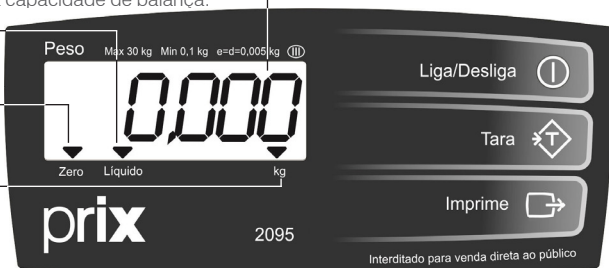 capacidade de balança.
Peso Max 30 kg Min 0,1 kg e=d=0,005 kg III
0,000
Zero Líquido kg
prix
2095
Liga/Desliga
Tara
T
Imprime
Interditado para venda direta ao público